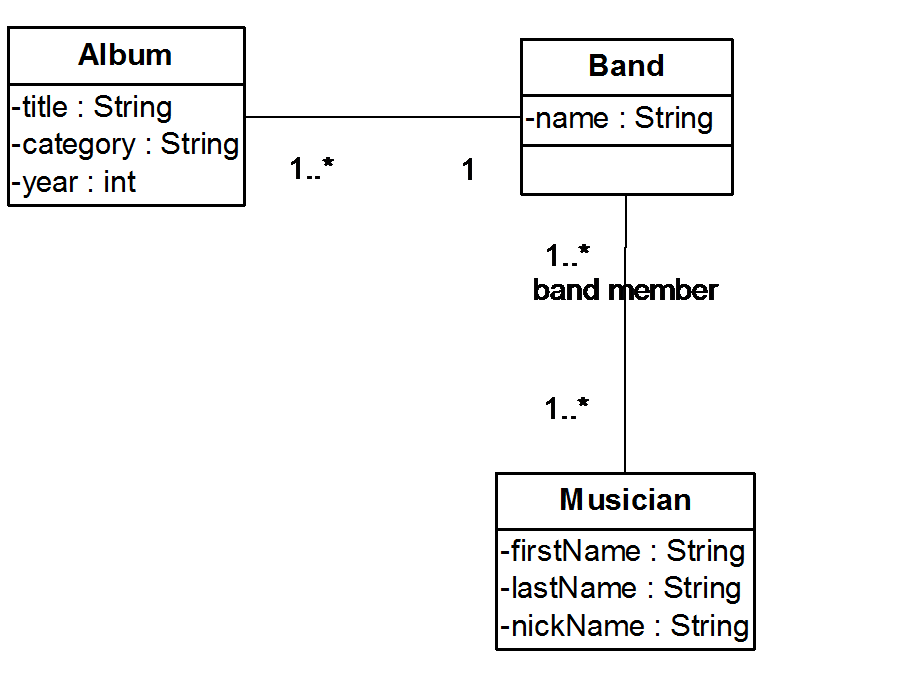 Album
-title : String
-category : String
-year : int
1..*
1
Band
-name : String
1..*
band member
1..*
Musician
-firstName : String
-lastName : String
-nickName : String